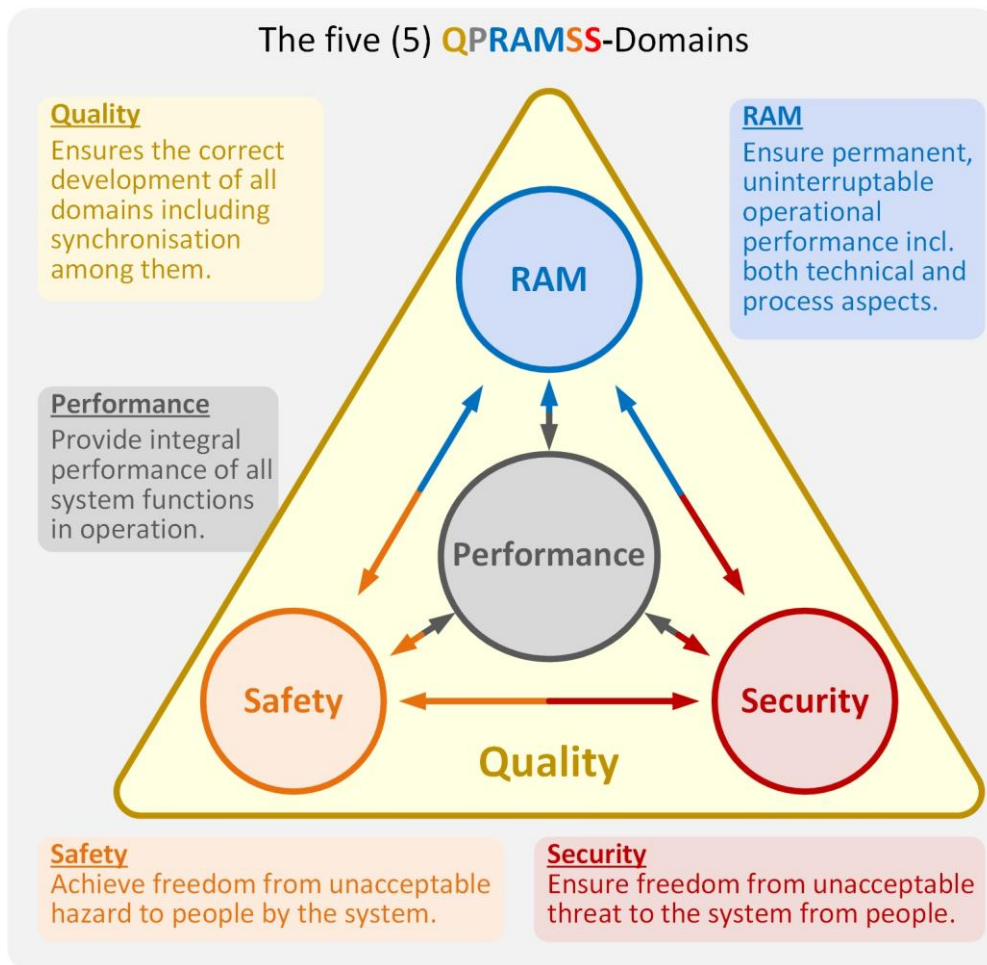 The five (5) QPRAMSS-Domains
Quality
Ensures the correct
development of all
domains including
synchronisation
among them.
RAM
Ensure permanent,
uninterruptable
operational
performance incl.
both technical and
process aspects.
RAM
Performance
Provide integral
performance of all
system functions
in operation.
Performance
Safety
Security
Quality
Safety
Achieve freedom from unacceptable
hazard to people by the system.
Security
Ensure freedom from unacceptable
threat to the system from people.